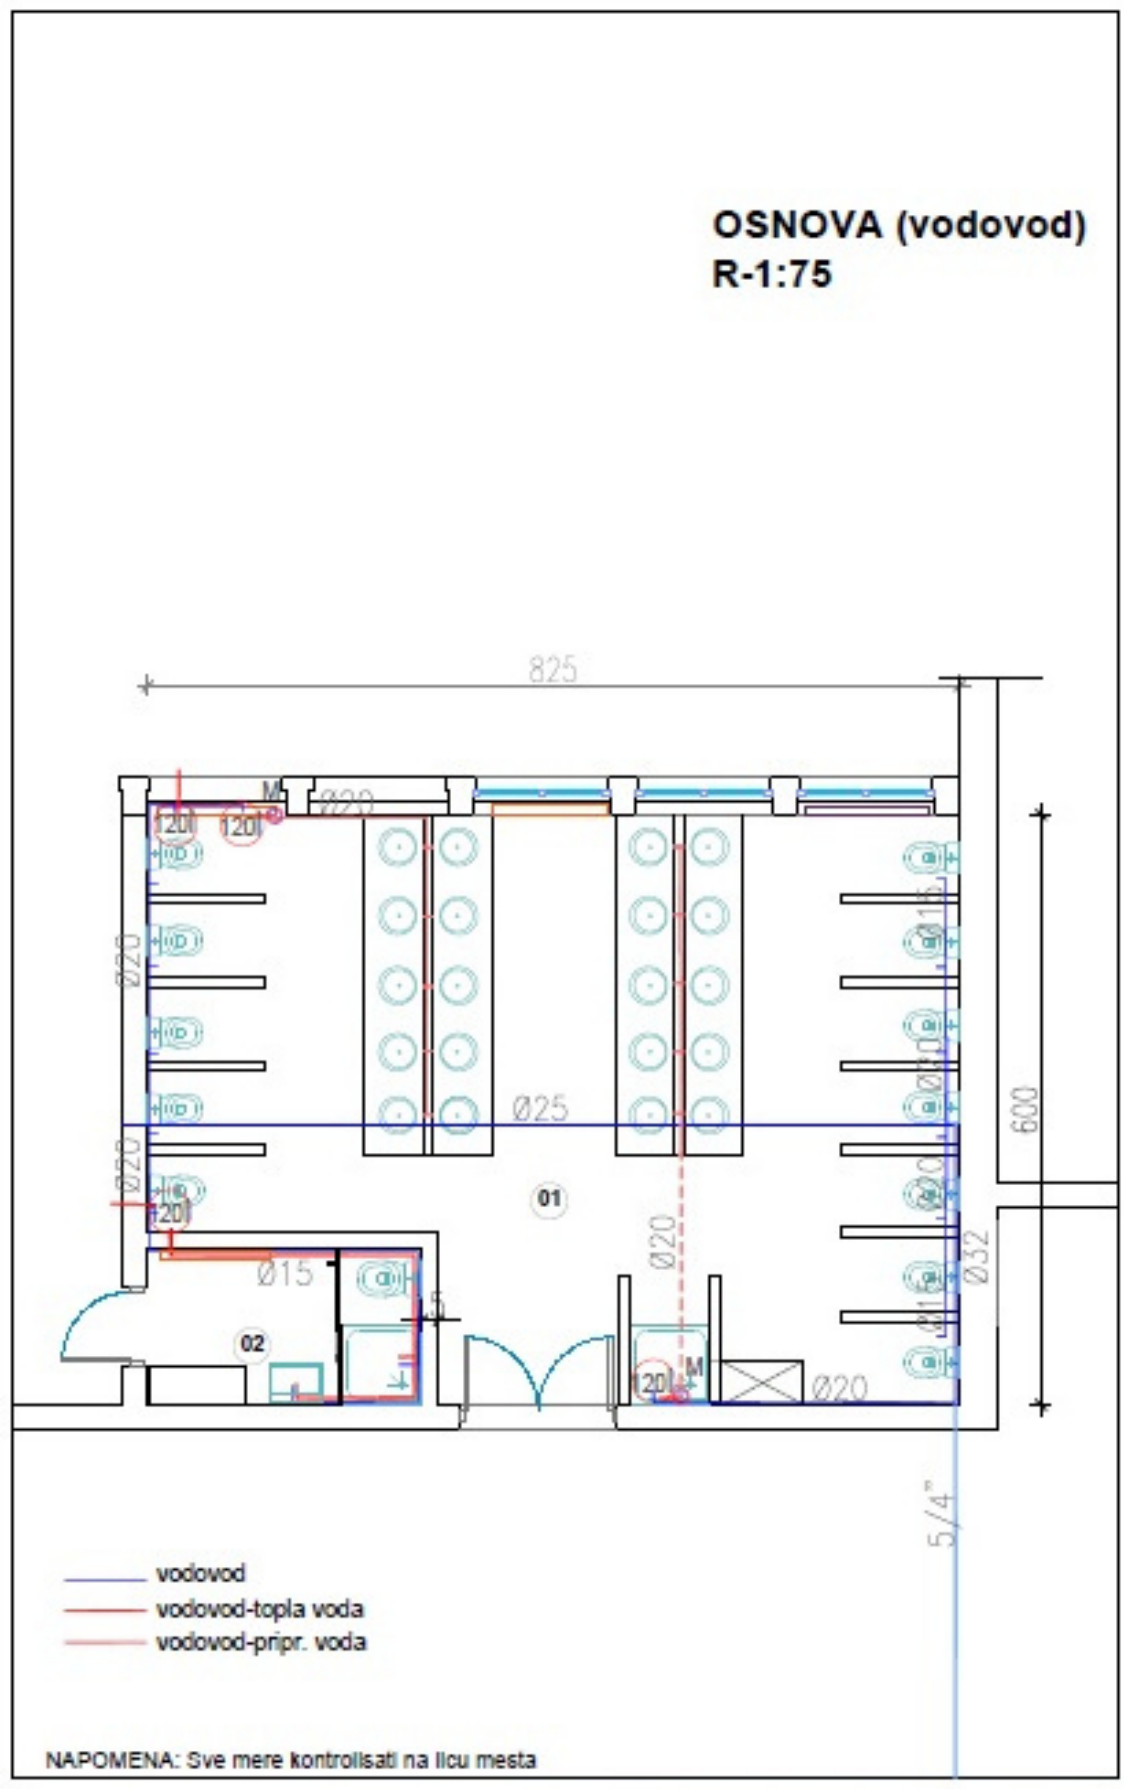 OSNOVA (vodovod)
R-1:75
825
M
Ø20
120l
120l
Ø15
Ø20
Ø20
Ø25
600
Ø20
Ø20
01
120l
Ø20
Ø32
Ø15
5
Ø15
02
M
120l
Ø20
5/4"
vodovod
vodovod-topla voda
vodovod-pripr. voda
NAPOMENA: Sve mere kontrolisati na licu mesta